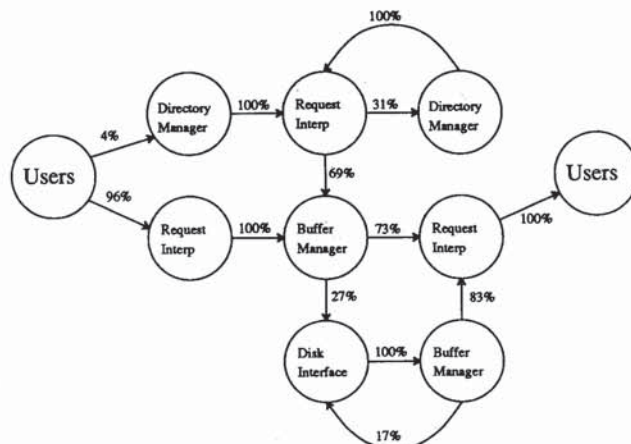 100%
Directory
Manager
100%
Request
Interp
31%
Directory
Manager
4%
Users
69%
Users
96%
Request
Interp
100%
Buffer
Manager
73%
Request
Interp
100%
27%
83%
Disk
Interface
100%
Buffer
Manager
17%